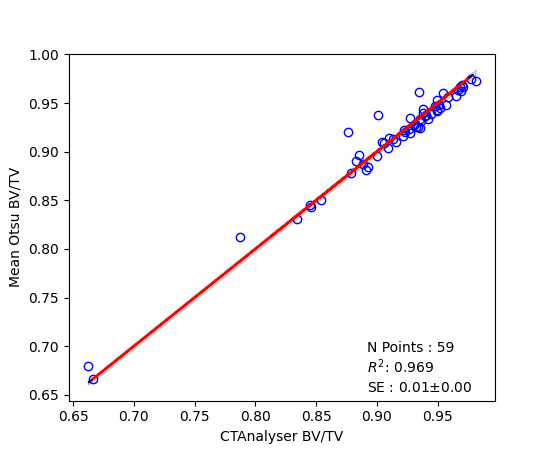 1.00
0.95
0.90
0.85
0.80
0.75
0.70
0.65
Mean Otsu BV/TV
N Points : 59
R²: 0.969
SE : 0.01±0.00
0.65 0.70 0.75 0.80 0.85 0.90 0.95
CTAnalyser BV/TV